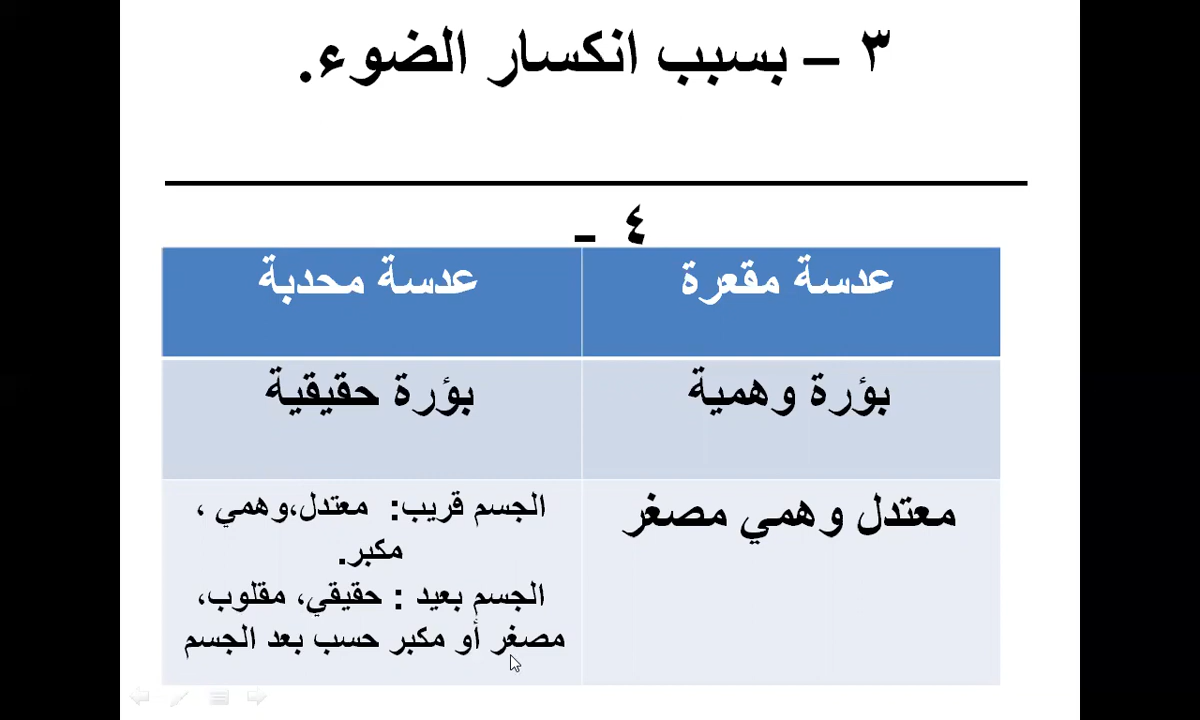 ٣ – بسبب انكسار الضوء.
٤ -
عدسة مقعرة
عدسة محدبة
بؤرة وهمية
بؤرة حقيقية
معتدل وهمي مصغر
الجسم قريب: معتدل،وهمي ،
مكبر.
الجسم بعيد : حقيقي، مقلوب،
مصغر أو مكبر حسب بعد الجسم